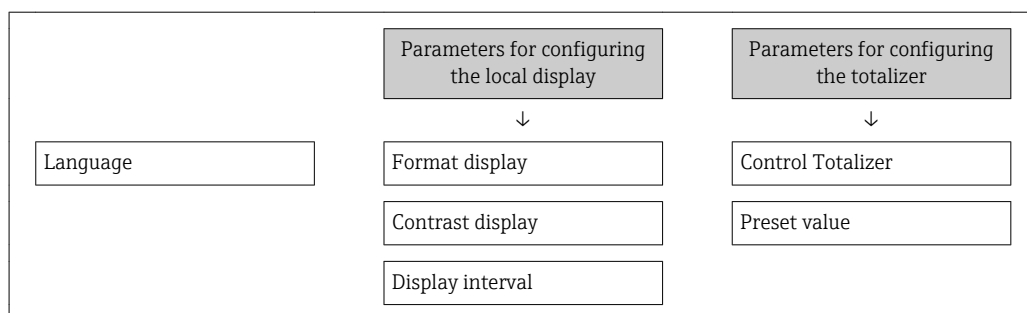 Parameters for configuring
the local display
Parameters for configuring
the totalizer
↓
↓
Language
Format display
Control Totalizer
Contrast display
Preset value
Display interval